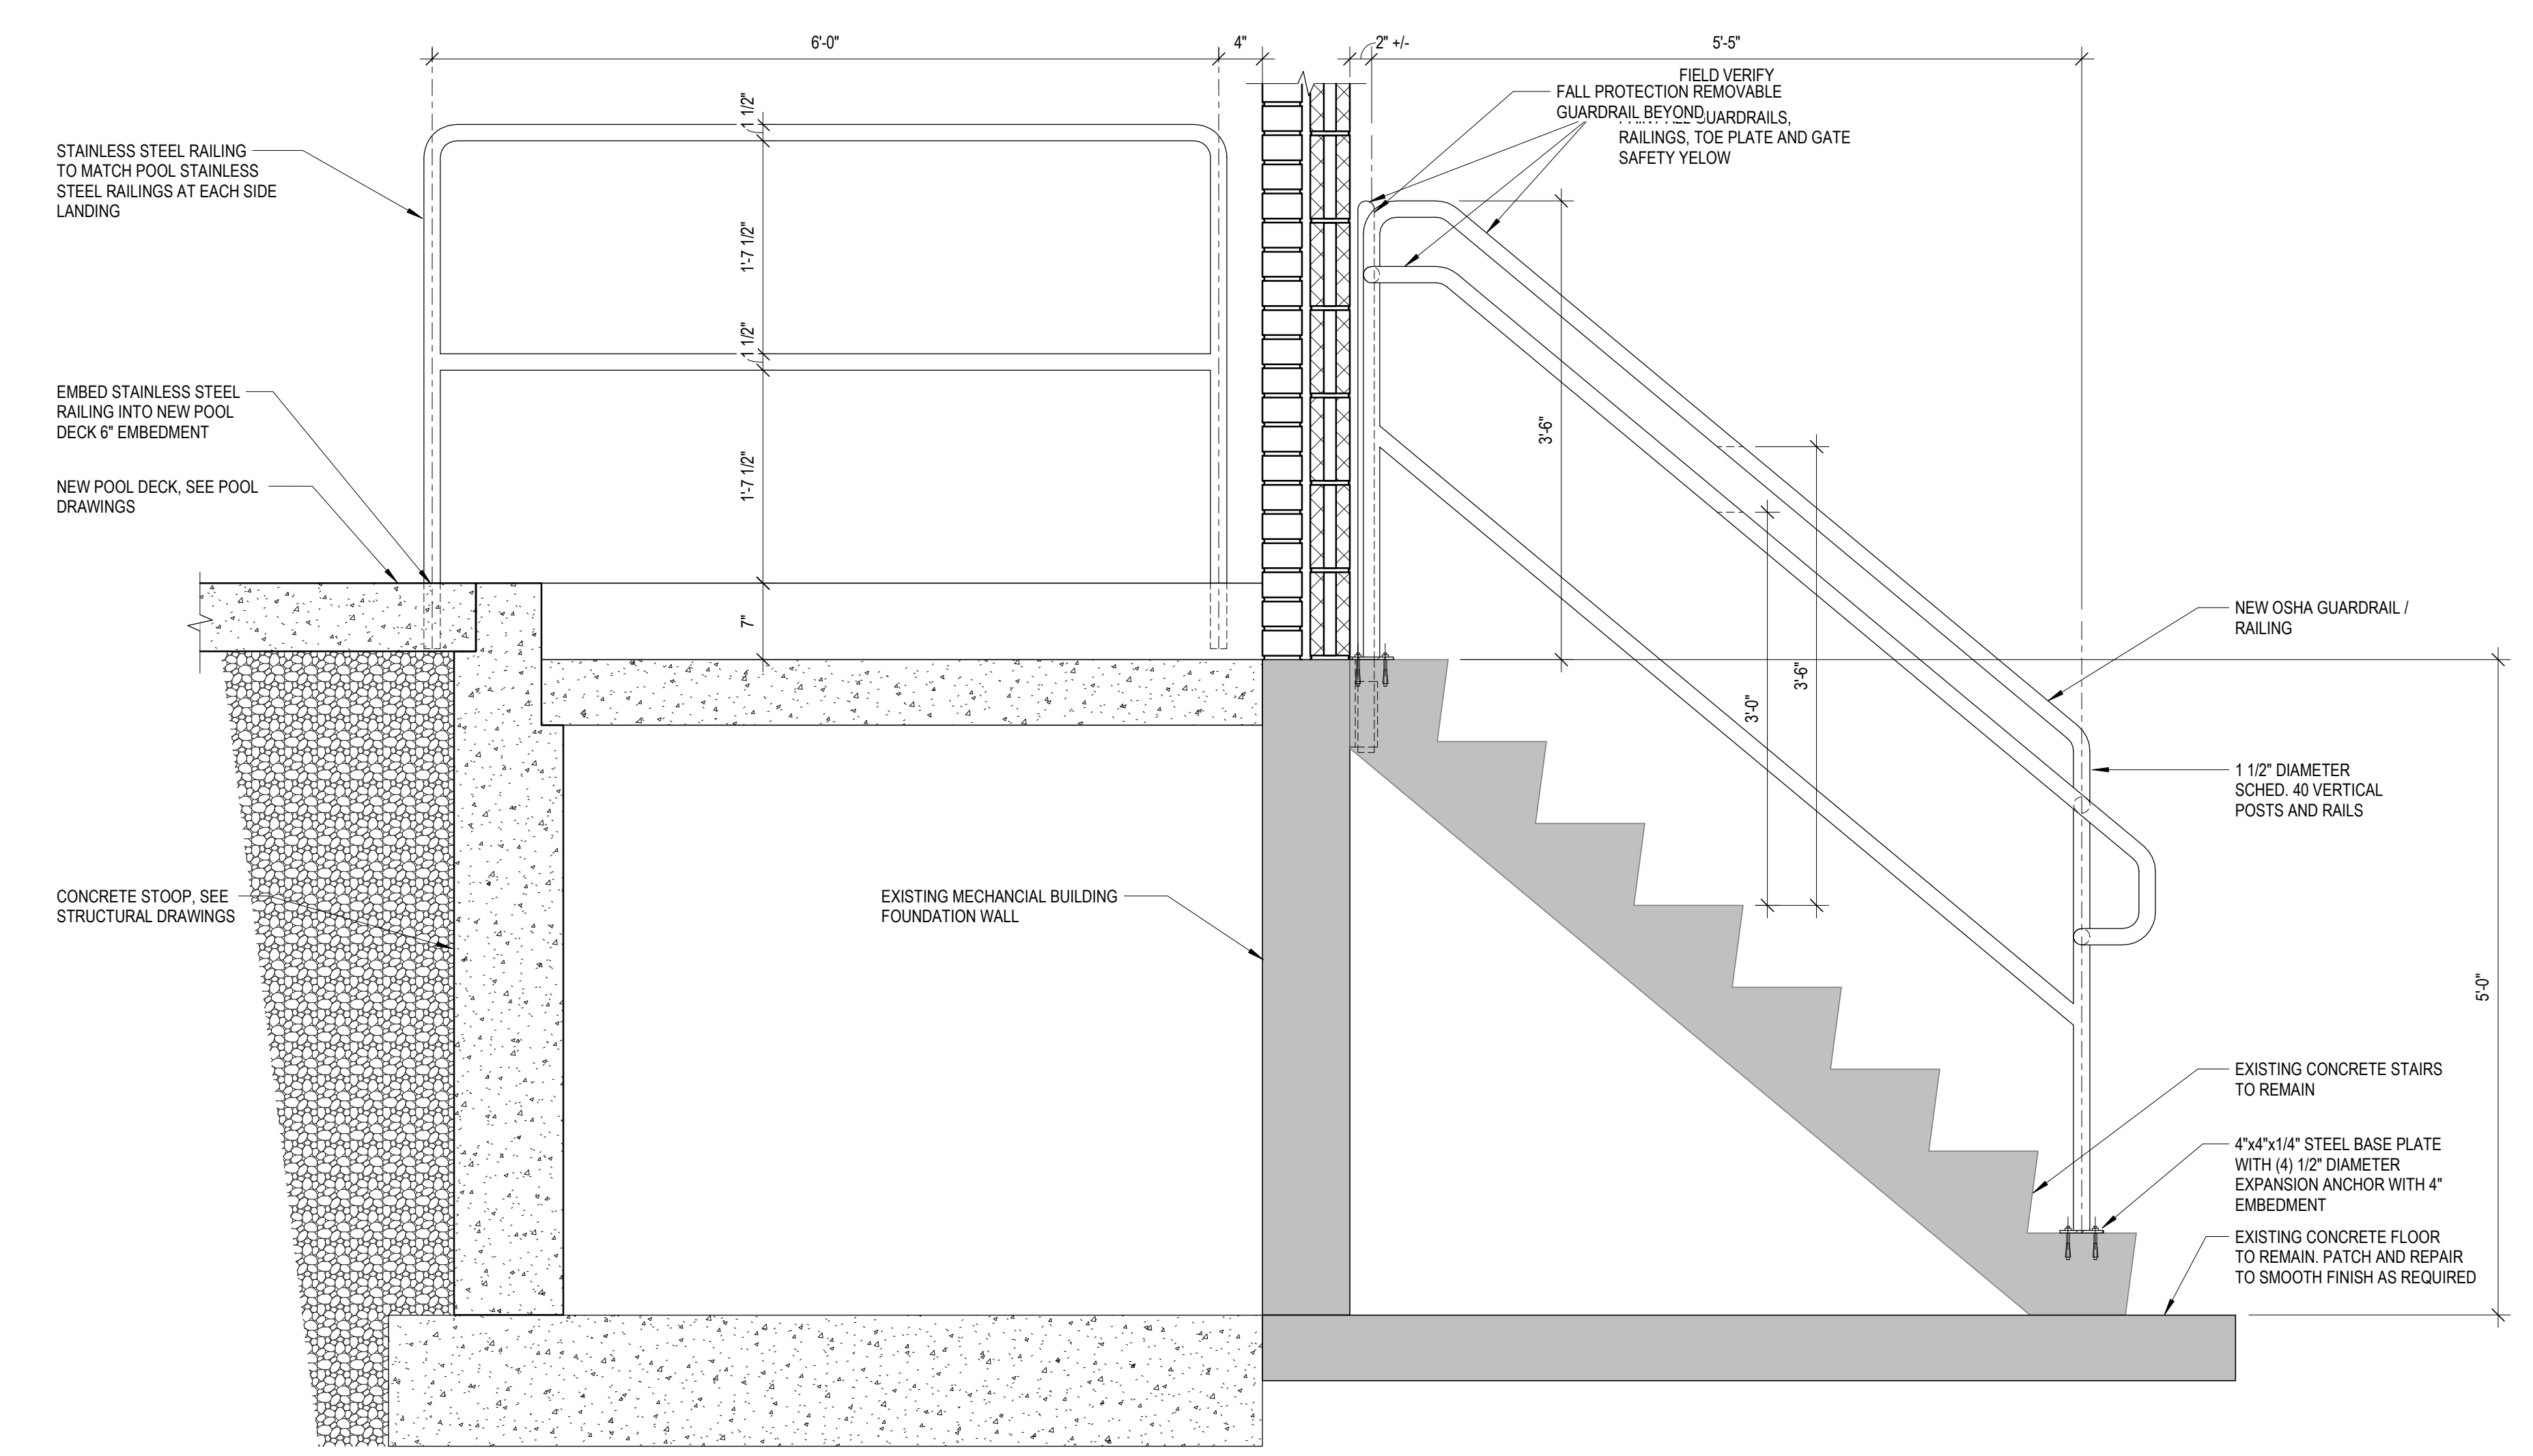 6'-0"
4"
2" +/-
5'-5"
FIELD VERIFY
FALL PROTECTION REMOVABLE
GUARDRAIL BEYOND
GUARDRAILS,
RAILINGS, TOE PLATE AND GATE
SAFETY YELOW
1 1/2"
STAINLESS STEEL RAILING
TO MATCH POOL STAINLESS
STEEL RAILINGS AT EACH SIDE
LANDING
1'-7 1/2"
1 1/2"
EMBED STAINLESS STEEL
RAILING INTO NEW POOL
DECK 6" EMBEDMENT
3'-6"
NEW POOL DECK, SEE POOL
DRAWINGS
1'-7 1/2"
7"
NEW OSHA GUARDRAIL /
RAILING
3'-6"
3'-0"
1 1/2" DIAMETER
SCHED. 40 VERTICAL
POSTS AND RAILS
CONCRETE STOOP, SEE
STRUCTURAL DRAWINGS
EXISTING MECHANCIAL BUILDING
FOUNDATION WALL
5'-0"
EXISTING CONCRETE STAIRS
TO REMAIN
4"x4"x1/4" STEEL BASE PLATE
WITH (4) 1/2" DIAMETER
EXPANSION ANCHOR WITH 4"
EMBEDMENT
EXISTING CONCRETE FLOOR
TO REMAIN. PATCH AND REPAIR
TO SMOOTH FINISH AS REQUIRED